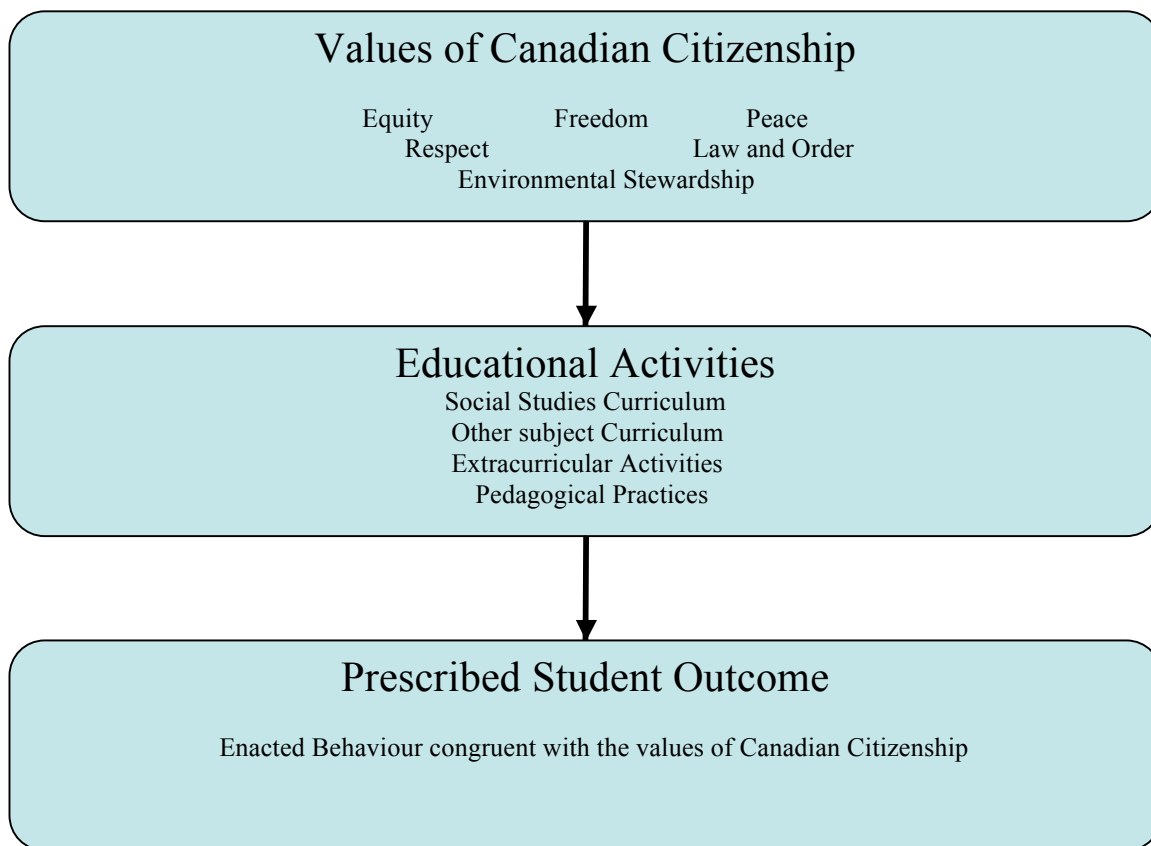 Values of Canadian Citizenship
Equity Freedom Peace
Respect Law and Order
Environmental Stewardship
Educational Activities
Social Studies Curriculum
Other subject Curriculum
Extracurricular Activities
Pedagogical Practices
Prescribed Student Outcome
Enacted Behaviour congruent with the values of Canadian Citizenship